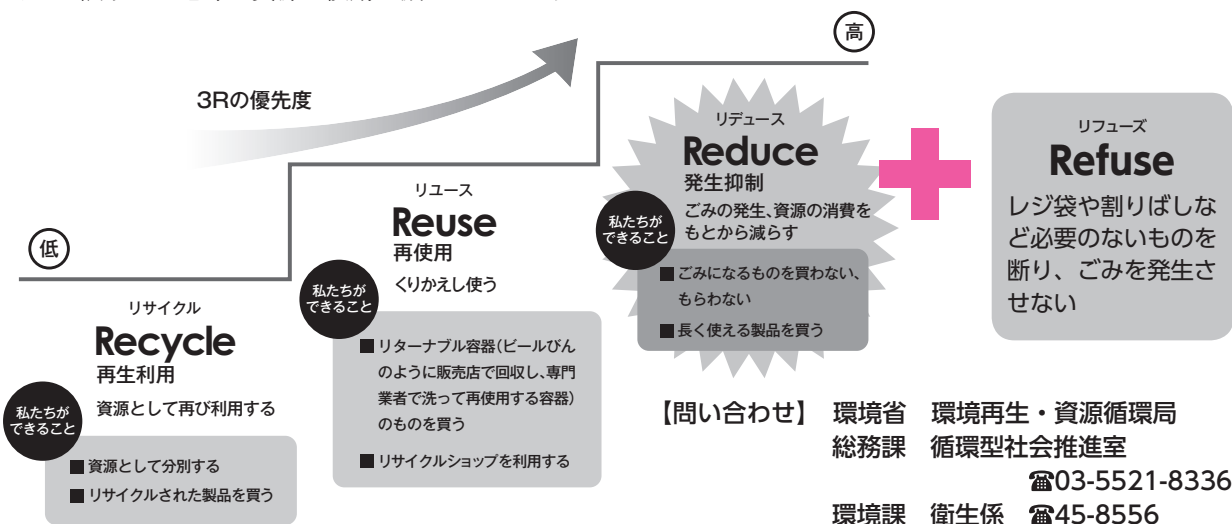 3Rの優先度
低
高
リサイクル
Recycle
再生利用
資源として再び利用する
私たちが
できること
■資源として分別する
■リサイクルされた製品を買う
リユース
Reuse
再使用
くりかえし使う
私たちが
できること
■リターナブル容器(ビールびん
のように販売店で回収し、専門
業者で洗って再使用する容器)
のものを買う
■リサイクルショップを利用する
リデュース
Reduce
発生抑制
ごみの発生、資源の消費を
もとから減らす
私たちが
できること
■ごみになるものを買わない、
もらわない
■長く使える製品を買う
リフューズ
Refuse
レジ袋や割りばしな
ど必要のないものを
断り、ごみを発生さ
せない
【問い合わせ】 環境省 環境再生・資源循環局
総務課 循環型社会推進室
☎03-5521-8336
環境課 衛生係 ☎45-8556